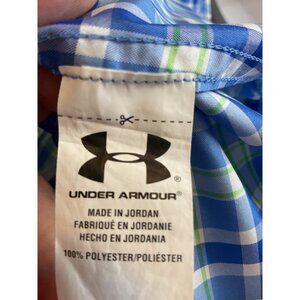 UNDER ARMOUR®
MADE IN JORDAN
FABRIQUÉ EN JORDANIE
HECHO EN JORDANIA
100% POLYESTER/POLIÉSTER